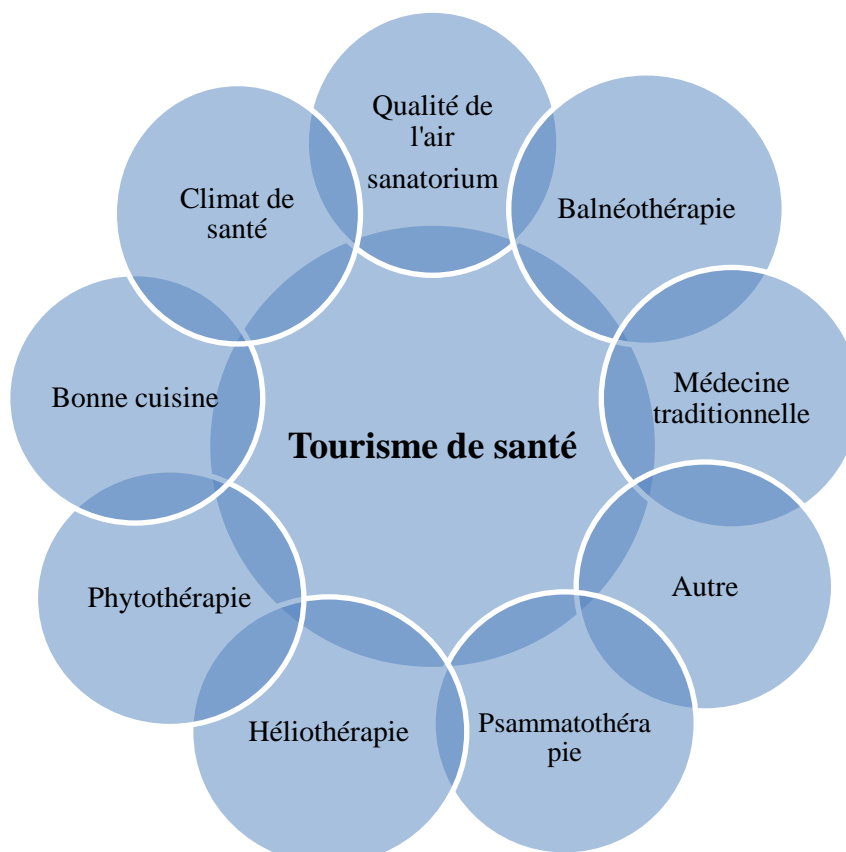 Qualité de
l'air
sanatorium
Balnéothérapie
Médecine
traditionnelle
Autre
Psammatothéra
pie
Héliothérapie
Phytothérapie
Bonne cuisine
Climat de
santé
Tourisme de santé